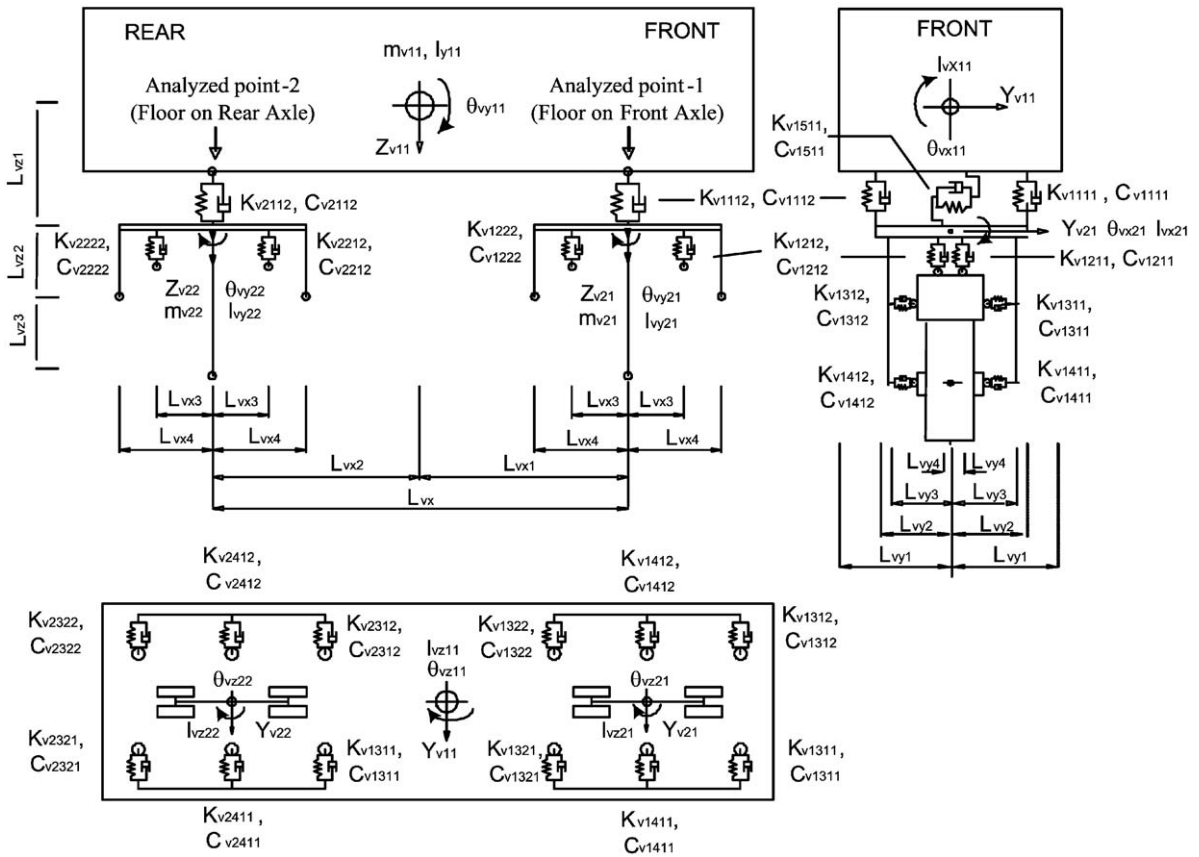 REAR
FRONT
m v11, I y11
Analyzed point-2
(Floor on Rear Axle)
θvy11
Zv11
Analyzed point-1
(Floor on Front Axle)
Lvz1
Lvz2
Lvz3
Kv2112, Cv2112
Kv1112, Cv1112
Kv2222,
Cv2222
Kv2212,
Cv2212
Kv1222,
Cv1222
Kv1212,
Cv1212
Zv22
mv22
θvy22
Ivy22
Zv21
mv21
θvy21
Ivy21
Lvx3
Lvx3
Lvx4
Lvx4
Lvx3
Lvx3
Lvx4
Lvx4
Lvx2
Lvx1
Lvx
FRONT
IvX11
Yv11
θvx11
Kv1511,
Cv1511
Kv1111 , Cv1111
Yv21 θvx21 Ivx21
Kv1211, Cv1211
Kv1312,
Cv1312
Kv1311,
Cv1311
Kv1412,
Cv1412
Kv1411,
Cv1411
Lvy4
Lvy4
Lvy3
Lvy3
Lvy2
Lvy2
Lvy1
Lvy1
Kv2412,
C v2412
Kv1412,
Cv1412
Kv2322,
Cv2322
Kv2312,
Cv2312
Kv1322,
Cv1322
Kv1312,
Cv1312
θvz22
Ivz22
Yv22
Ivz11
θvz11
Yv11
θvz21
Ivz21
Yv21
Kv2321,
Cv2321
Kv1311,
Cv1311
Kv1321,
Cv1321
Kv1311,
Cv1311
Kv2411,
C v2411
Kv1411,
Cv1411